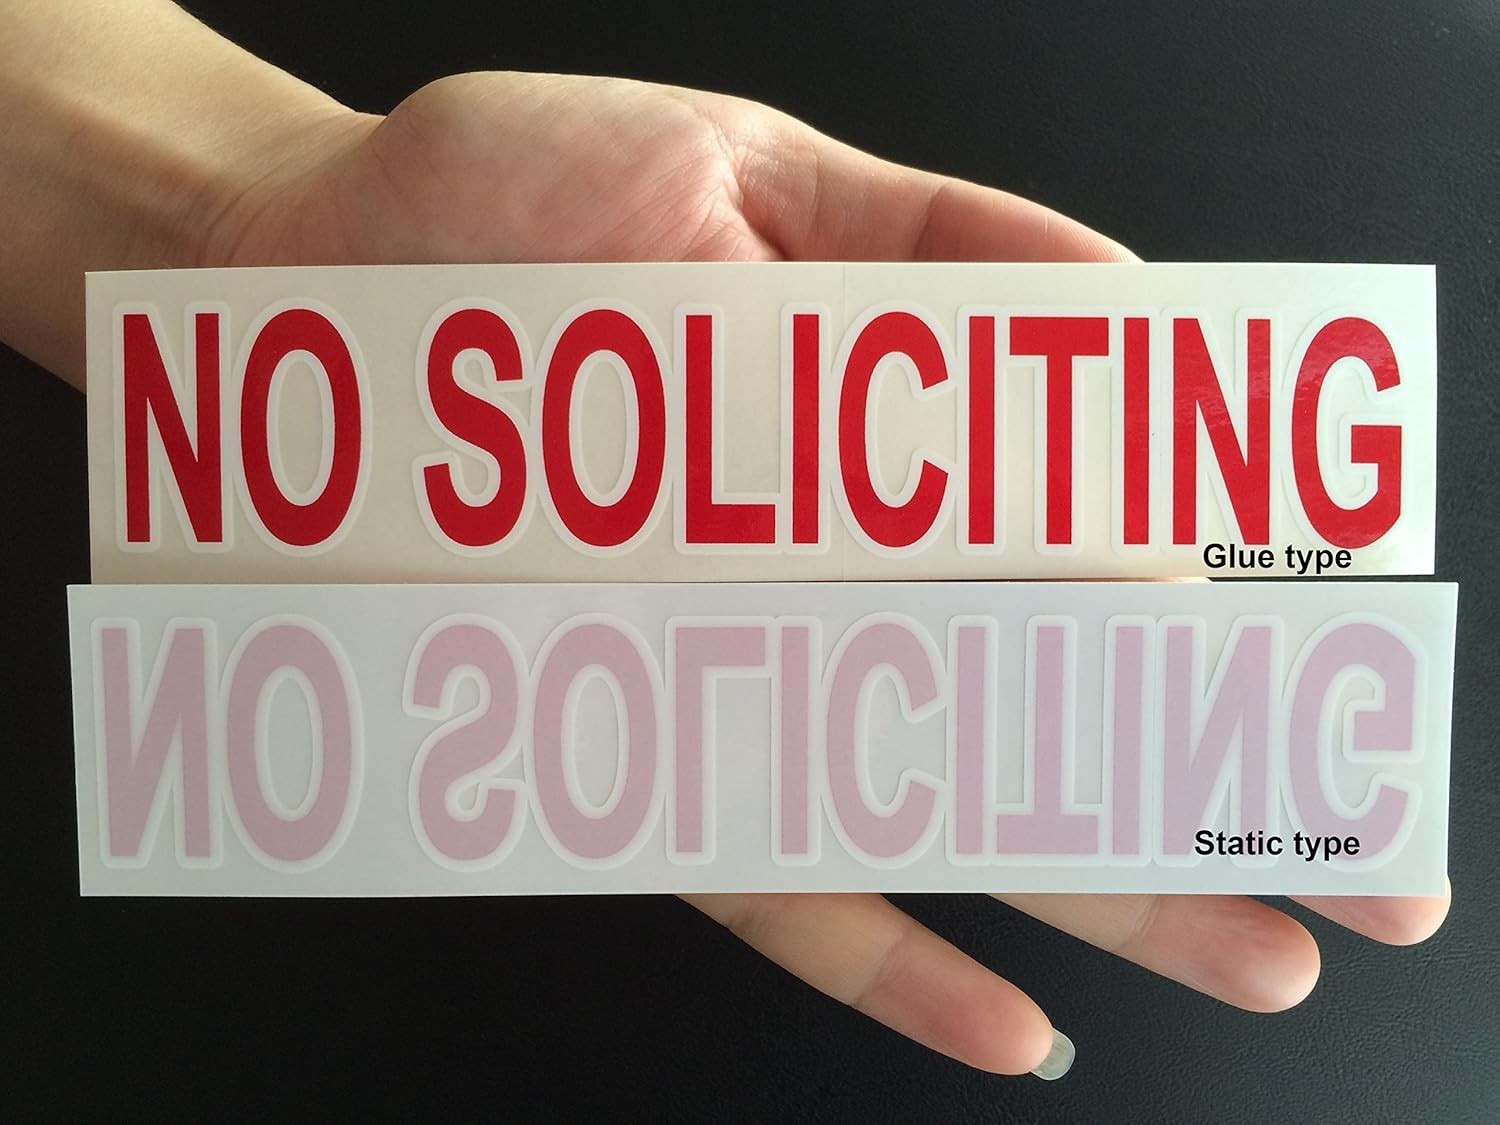 NO SOLICITING
Glue type
NO SOLICITING
Static type